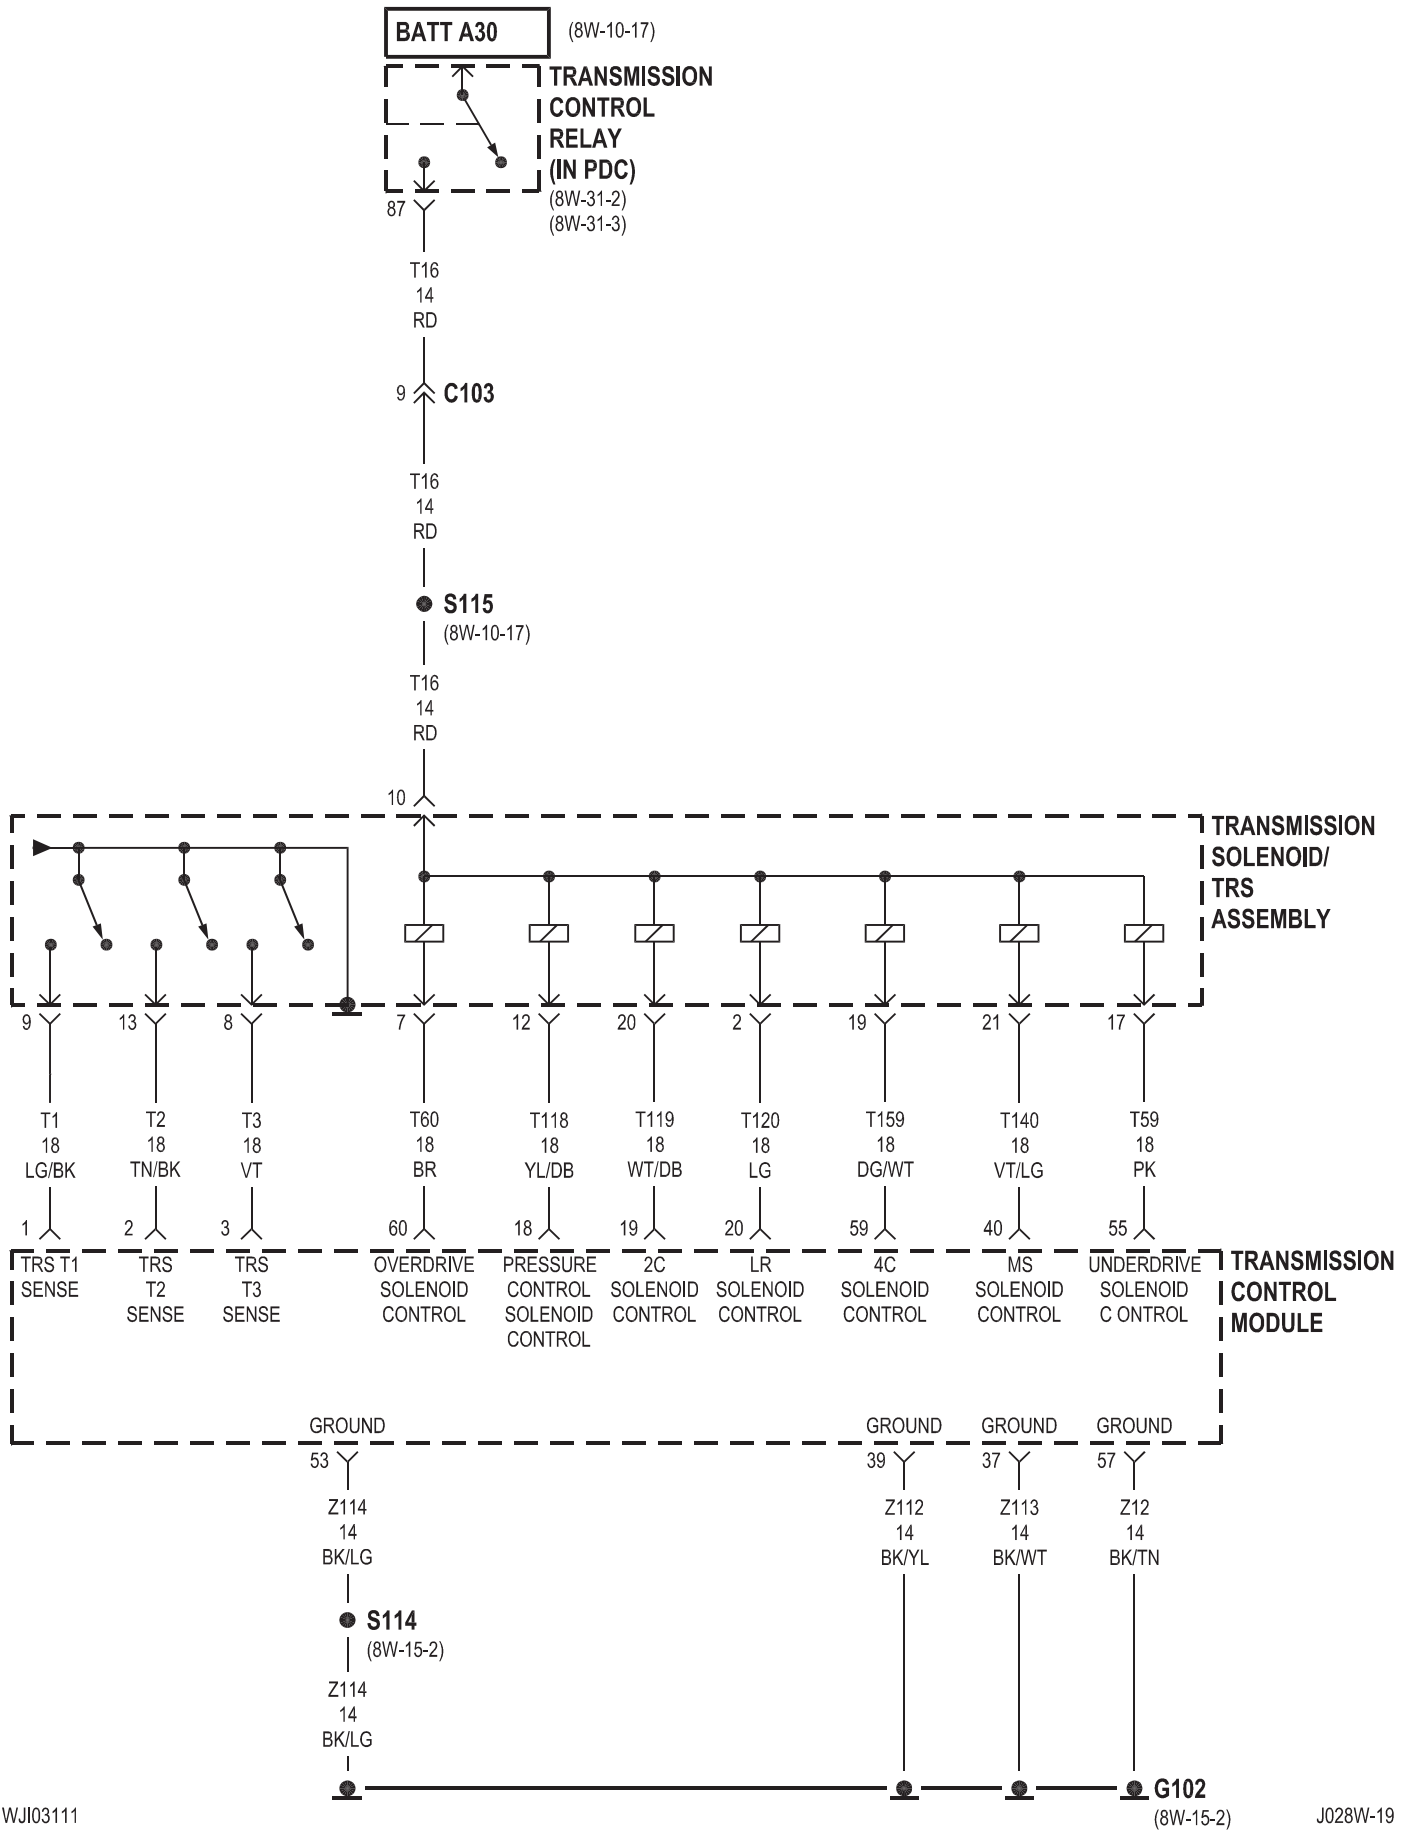 BATT A30 (8W-10-17)
TRANSMISSION
CONTROL
RELAY
(IN PDC)
(8W-31-2)
(8W-31-3)
87
T16
14
RD
9 C103
T16
14
RD
S115
(8W-10-17)
T16
14
RD
10
TRANSMISSION
SOLENOID/
TRS
ASSEMBLY
9 13 8 7 12 20 2 19 21 17
T1 T2 T3 T60 T118 T119 T120 T159 T140 T59
18 18 18 18 18 18 18 18 18 18
LG/BK TN/BK VT BR YL/DB WT/DB LG DG/WT VT/LG PK
1 2 3 60 18 19 20 59 40 55
TRS T1 TRS TRS OVERDRIVE PRESSURE 2C LR 4C MS UNDERDRIVE
SENSE T2 T3 SOLENOID CONTROL SOLENOID SOLENOID SOLENOID SOLENOID SOLENOID
SENSE SENSE CONTROL SOLENOID CONTROL CONTROL CONTROL CONTROL C ONTROL
CONTROL
TRANSMISSION
CONTROL
MODULE
GROUND GROUND GROUND GROUND
53 39 37 57
Z114 Z112 Z113 Z12
14 14 14 14
BK/LG BK/YL BK/WT BK/TN
S114
(8W-15-2)
Z114
14
BK/LG
G102
(8W-15-2)
WJI03111 J028W-19